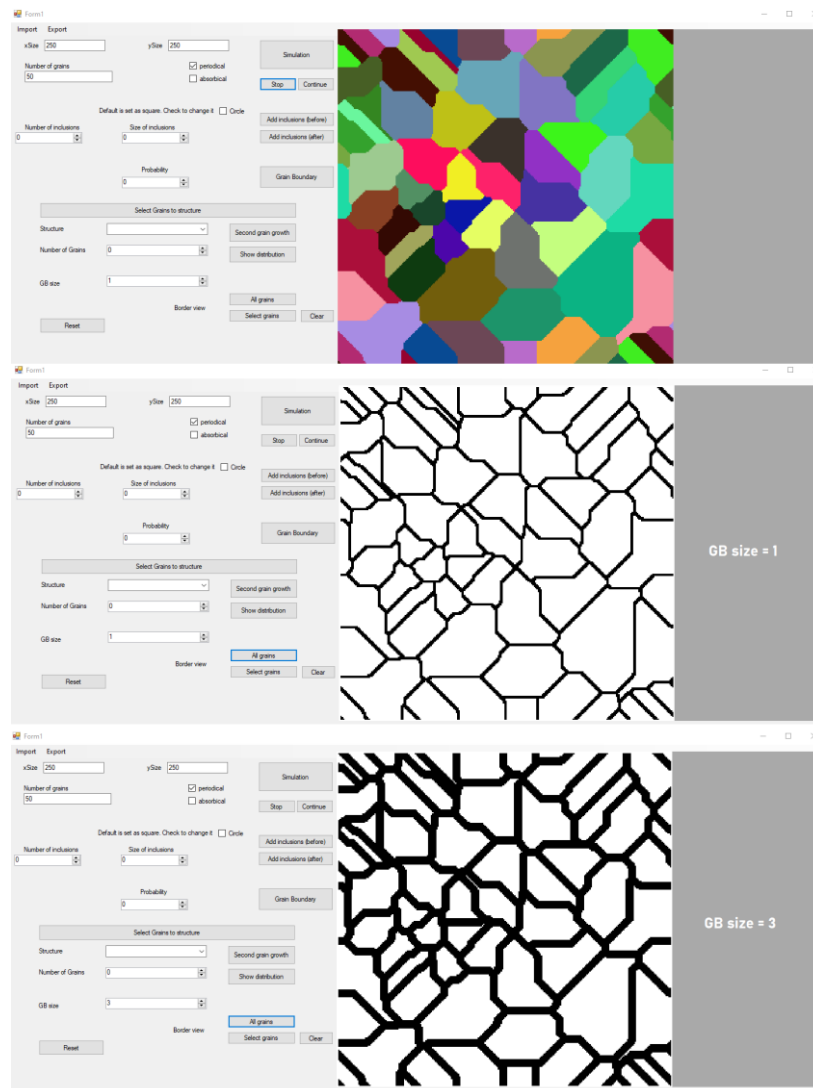 Form1
Import Export
xSize 250 ySize 250
Simulation
Number of grains
50
periodical
absorbical
Stop Continue
Default is set as square. Check to change it Circle
Add inclusions (before)
Number of inclusions Size of inclusions
0 0
Add inclusions (after)
Probability
0
Grain Boundary
Select Grains to structure
Structure
Second grain growth
Number of Grains 0
Show distribution
GB size 1
All grains
Border view
Select grains Clear
Reset
Form1
Import Export
xSize 250 ySize 250
Simulation
Number of grains
50
periodical
absorbical
Stop Continue
Default is set as square. Check to change it Circle
Add inclusions (before)
Number of inclusions Size of inclusions
0 0
Add inclusions (after)
Probability
0
Grain Boundary
GB size = 1
Select Grains to structure
Structure
Second grain growth
Number of Grains 0
Show distribution
GB size 1
All grains
Border view
Select grains Clear
Reset
Form1
Import Export
xSize 250 ySize 250
Simulation
Number of grains
50
periodical
absorbical
Stop Continue
Default is set as square. Check to change it Circle
Add inclusions (before)
Number of inclusions Size of inclusions
0 0
Add inclusions (after)
Probability
0
Grain Boundary
GB size = 3
Select Grains to structure
Structure
Second grain growth
Number of Grains 0
Show distribution
GB size 3
All grains
Border view
Select grains Clear
Reset